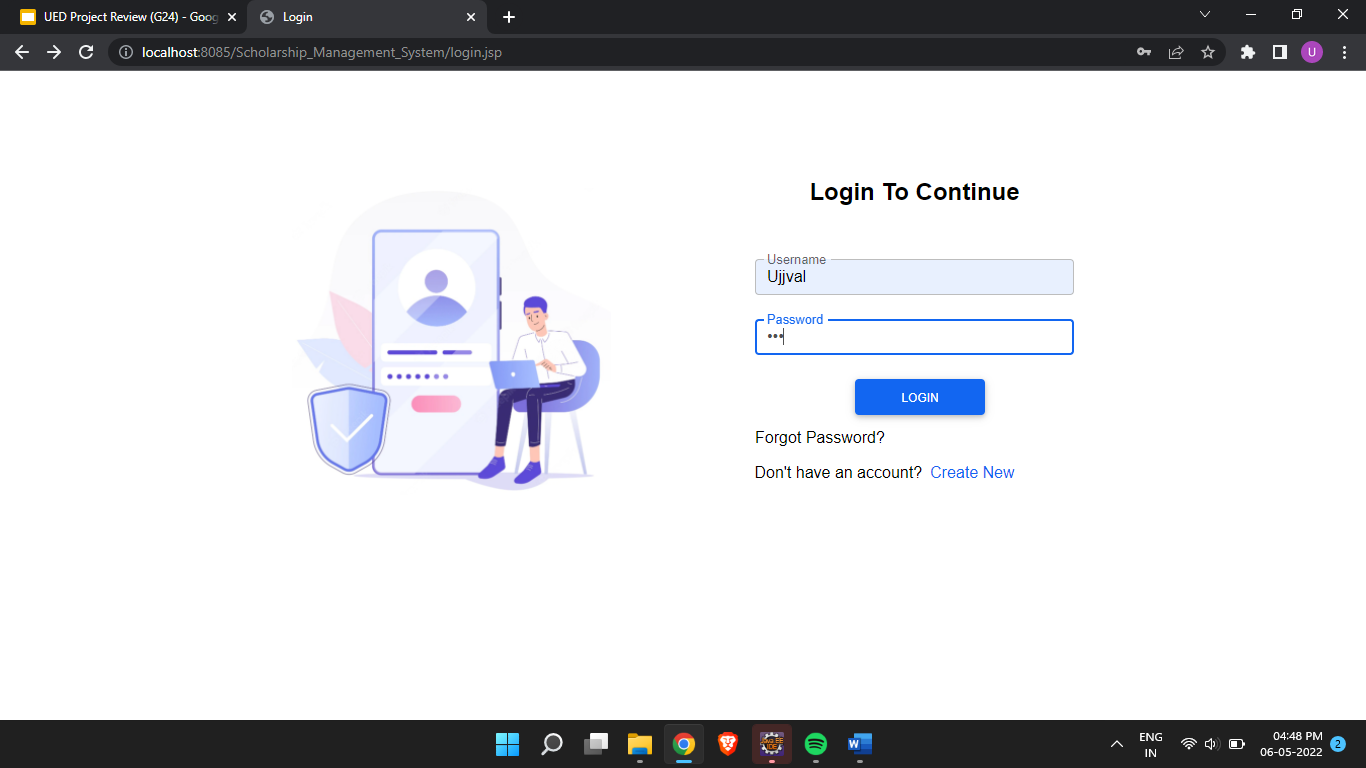 UED Project Review (G24) - Goog
Login
localhost:8085/Scholarship_Management_System/login.jsp
U
Login To Continue
Username
Ujjval
Password
•••
LOGIN
Forgot Password?
Don't have an account? Create New
ENG
IN
04:48 PM
06-05-2022
2